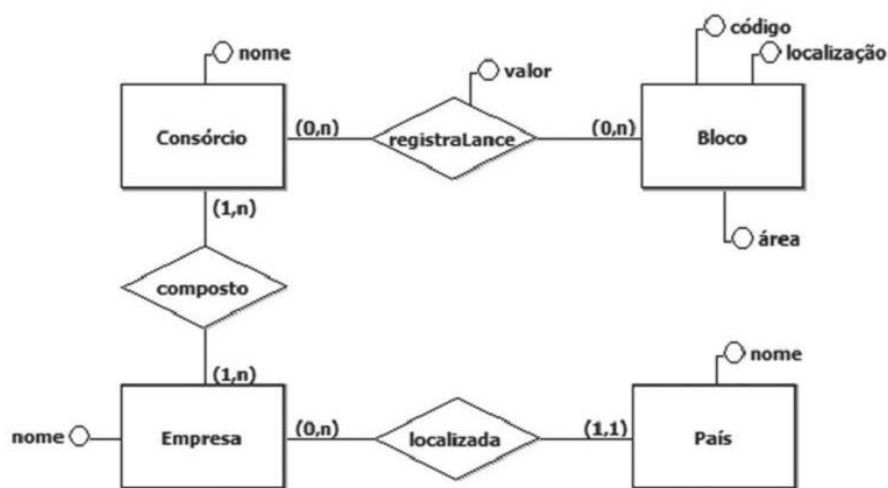 código
nome
localização
valor
(0,n)
(0,n)
Consórcio
registraLance
Bloco
(1,n)
área
composto
nome
(1,n)
(0,n)
(1,1)
nome
Empresa
localizada
País